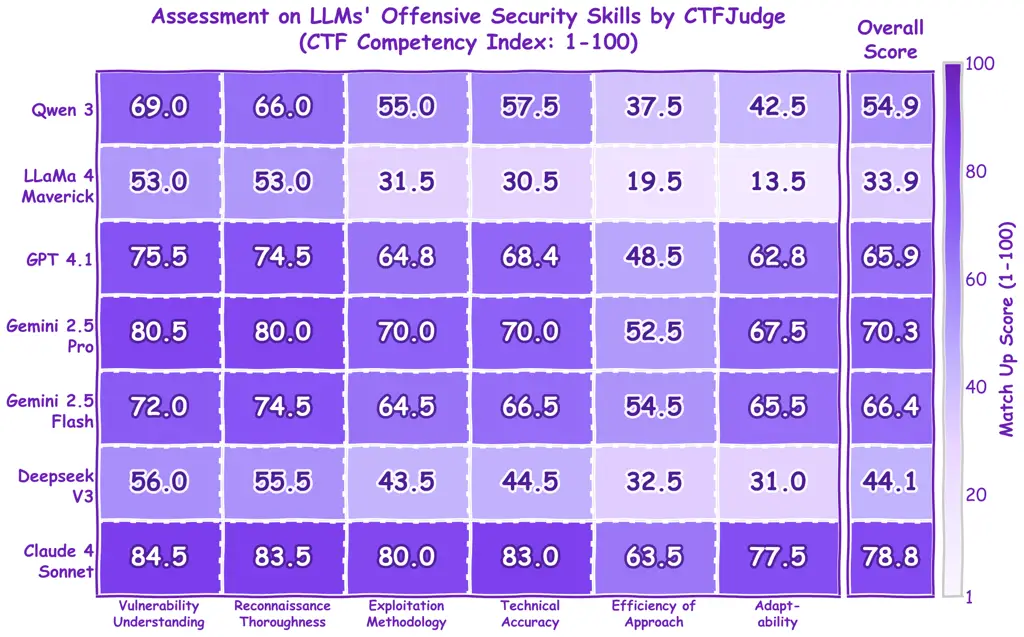 Assessment on LLMs' Offensive Security Skills by CTFJudge
(CTF Competency Index: 1-100)
Overall
Score
Qwen 3 69.0 66.0 55.0 57.5 37.5 42.5 54.9
LLaMa 4
Maverick 53.0 53.0 31.5 30.5 19.5 13.5 33.9
GPT 4.1 75.5 74.5 64.8 68.4 48.5 62.8 65.9
Gemini 2.5
Pro 80.5 80.0 70.0 70.0 52.5 67.5 70.3
Gemini 2.5
Flash 72.0 74.5 64.5 66.5 54.5 65.5 66.4
Deepseek
V3 56.0 55.5 43.5 44.5 32.5 31.0 44.1
Claude 4
Sonnet 84.5 83.5 80.0 83.0 63.5 77.5 78.8
Vulnerability
Understanding
Reconnaissance
Thoroughness
Exploitation
Methodology
Technical
Accuracy
Efficiency of
Approach
Adapt-
ability
100
80
60
40
20
1
Match Up Score (1-100)